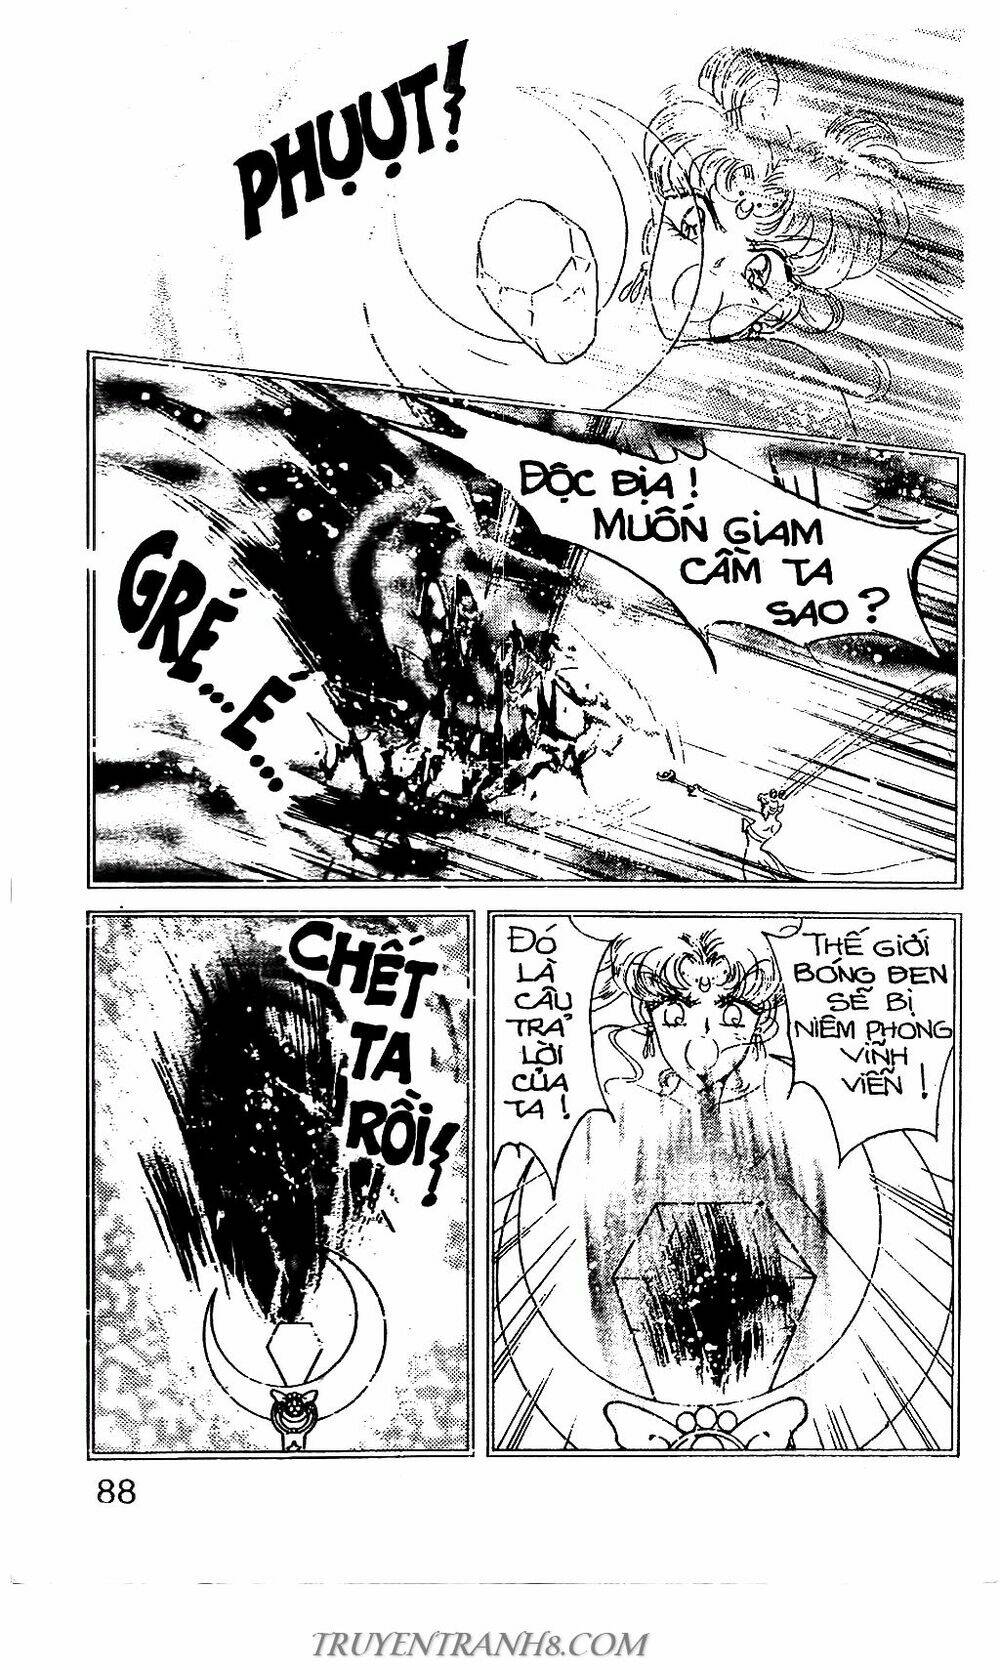 PHỤỤT!
ĐỘC ĐỊA!
MUỐN GIAM
CẦM TA
SAO?
GRÉ...É...
THẾ GIỚI
BÓNG ĐEN
SẼ BỊ
NIÊM PHONG
VĨNH
VIỄN!
ĐÓ
LÀ
CÂU
TRẢ
LỜI
CỦA
TA!
CHẾT
TA
RỒI!
88
TRUYENTRANH8.COM